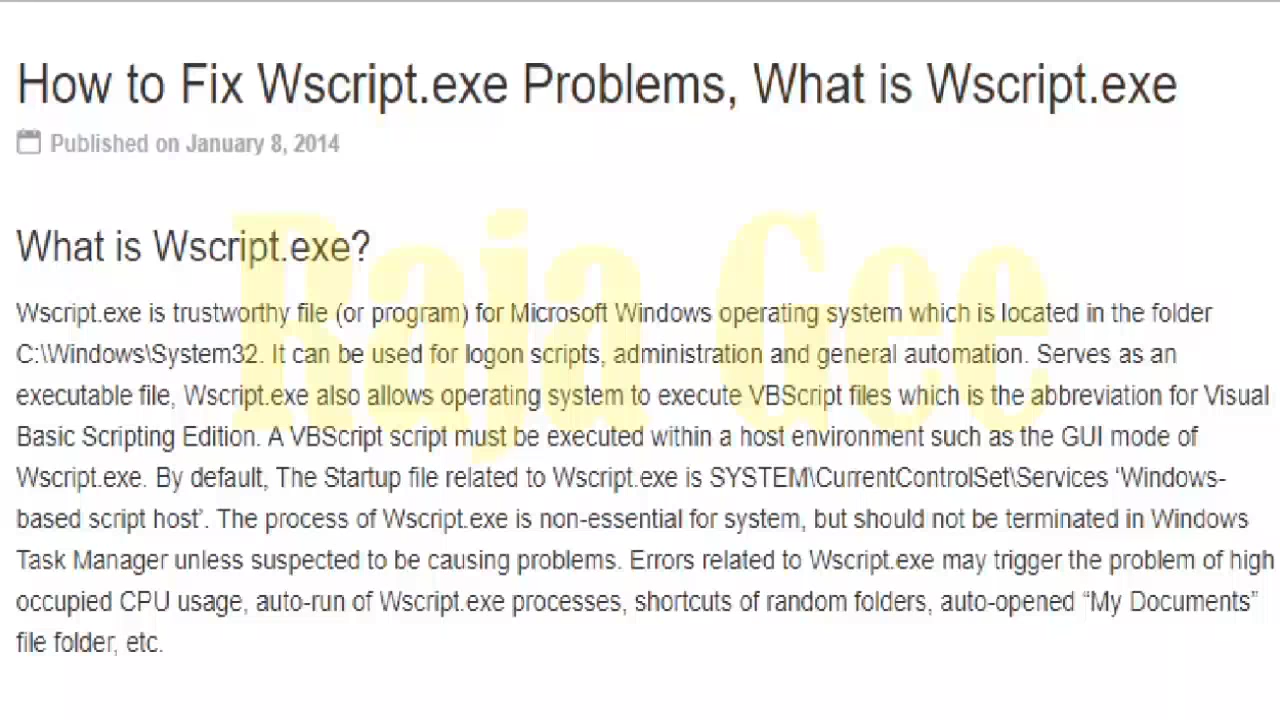 How to Fix Wscript.exe Problems, What is Wscript.exe
Published on January 8, 2014
What is Wscript.exe?
Raja Gee
Wscript.exe is trustworthy file (or program) for Microsoft Windows operating system which is located in the folder
C:\Windows\System32. It can be used for logon scripts, administration and general automation. Serves as an
executable file, Wscript.exe also allows operating system to execute VBScript files which is the abbreviation for Visual
Basic Scripting Edition. A VBScript script must be executed within a host environment such as the GUI mode of
Wscript.exe. By default, The Startup file related to Wscript.exe is SYSTEM\CurrentControlSet\Services ‘Windows-
based script host’. The process of Wscript.exe is non-essential for system, but should not be terminated in Windows
Task Manager unless suspected to be causing problems. Errors related to Wscript.exe may trigger the problem of high
occupied CPU usage, auto-run of Wscript.exe processes, shortcuts of random folders, auto-opened “My Documents”
file folder, etc.